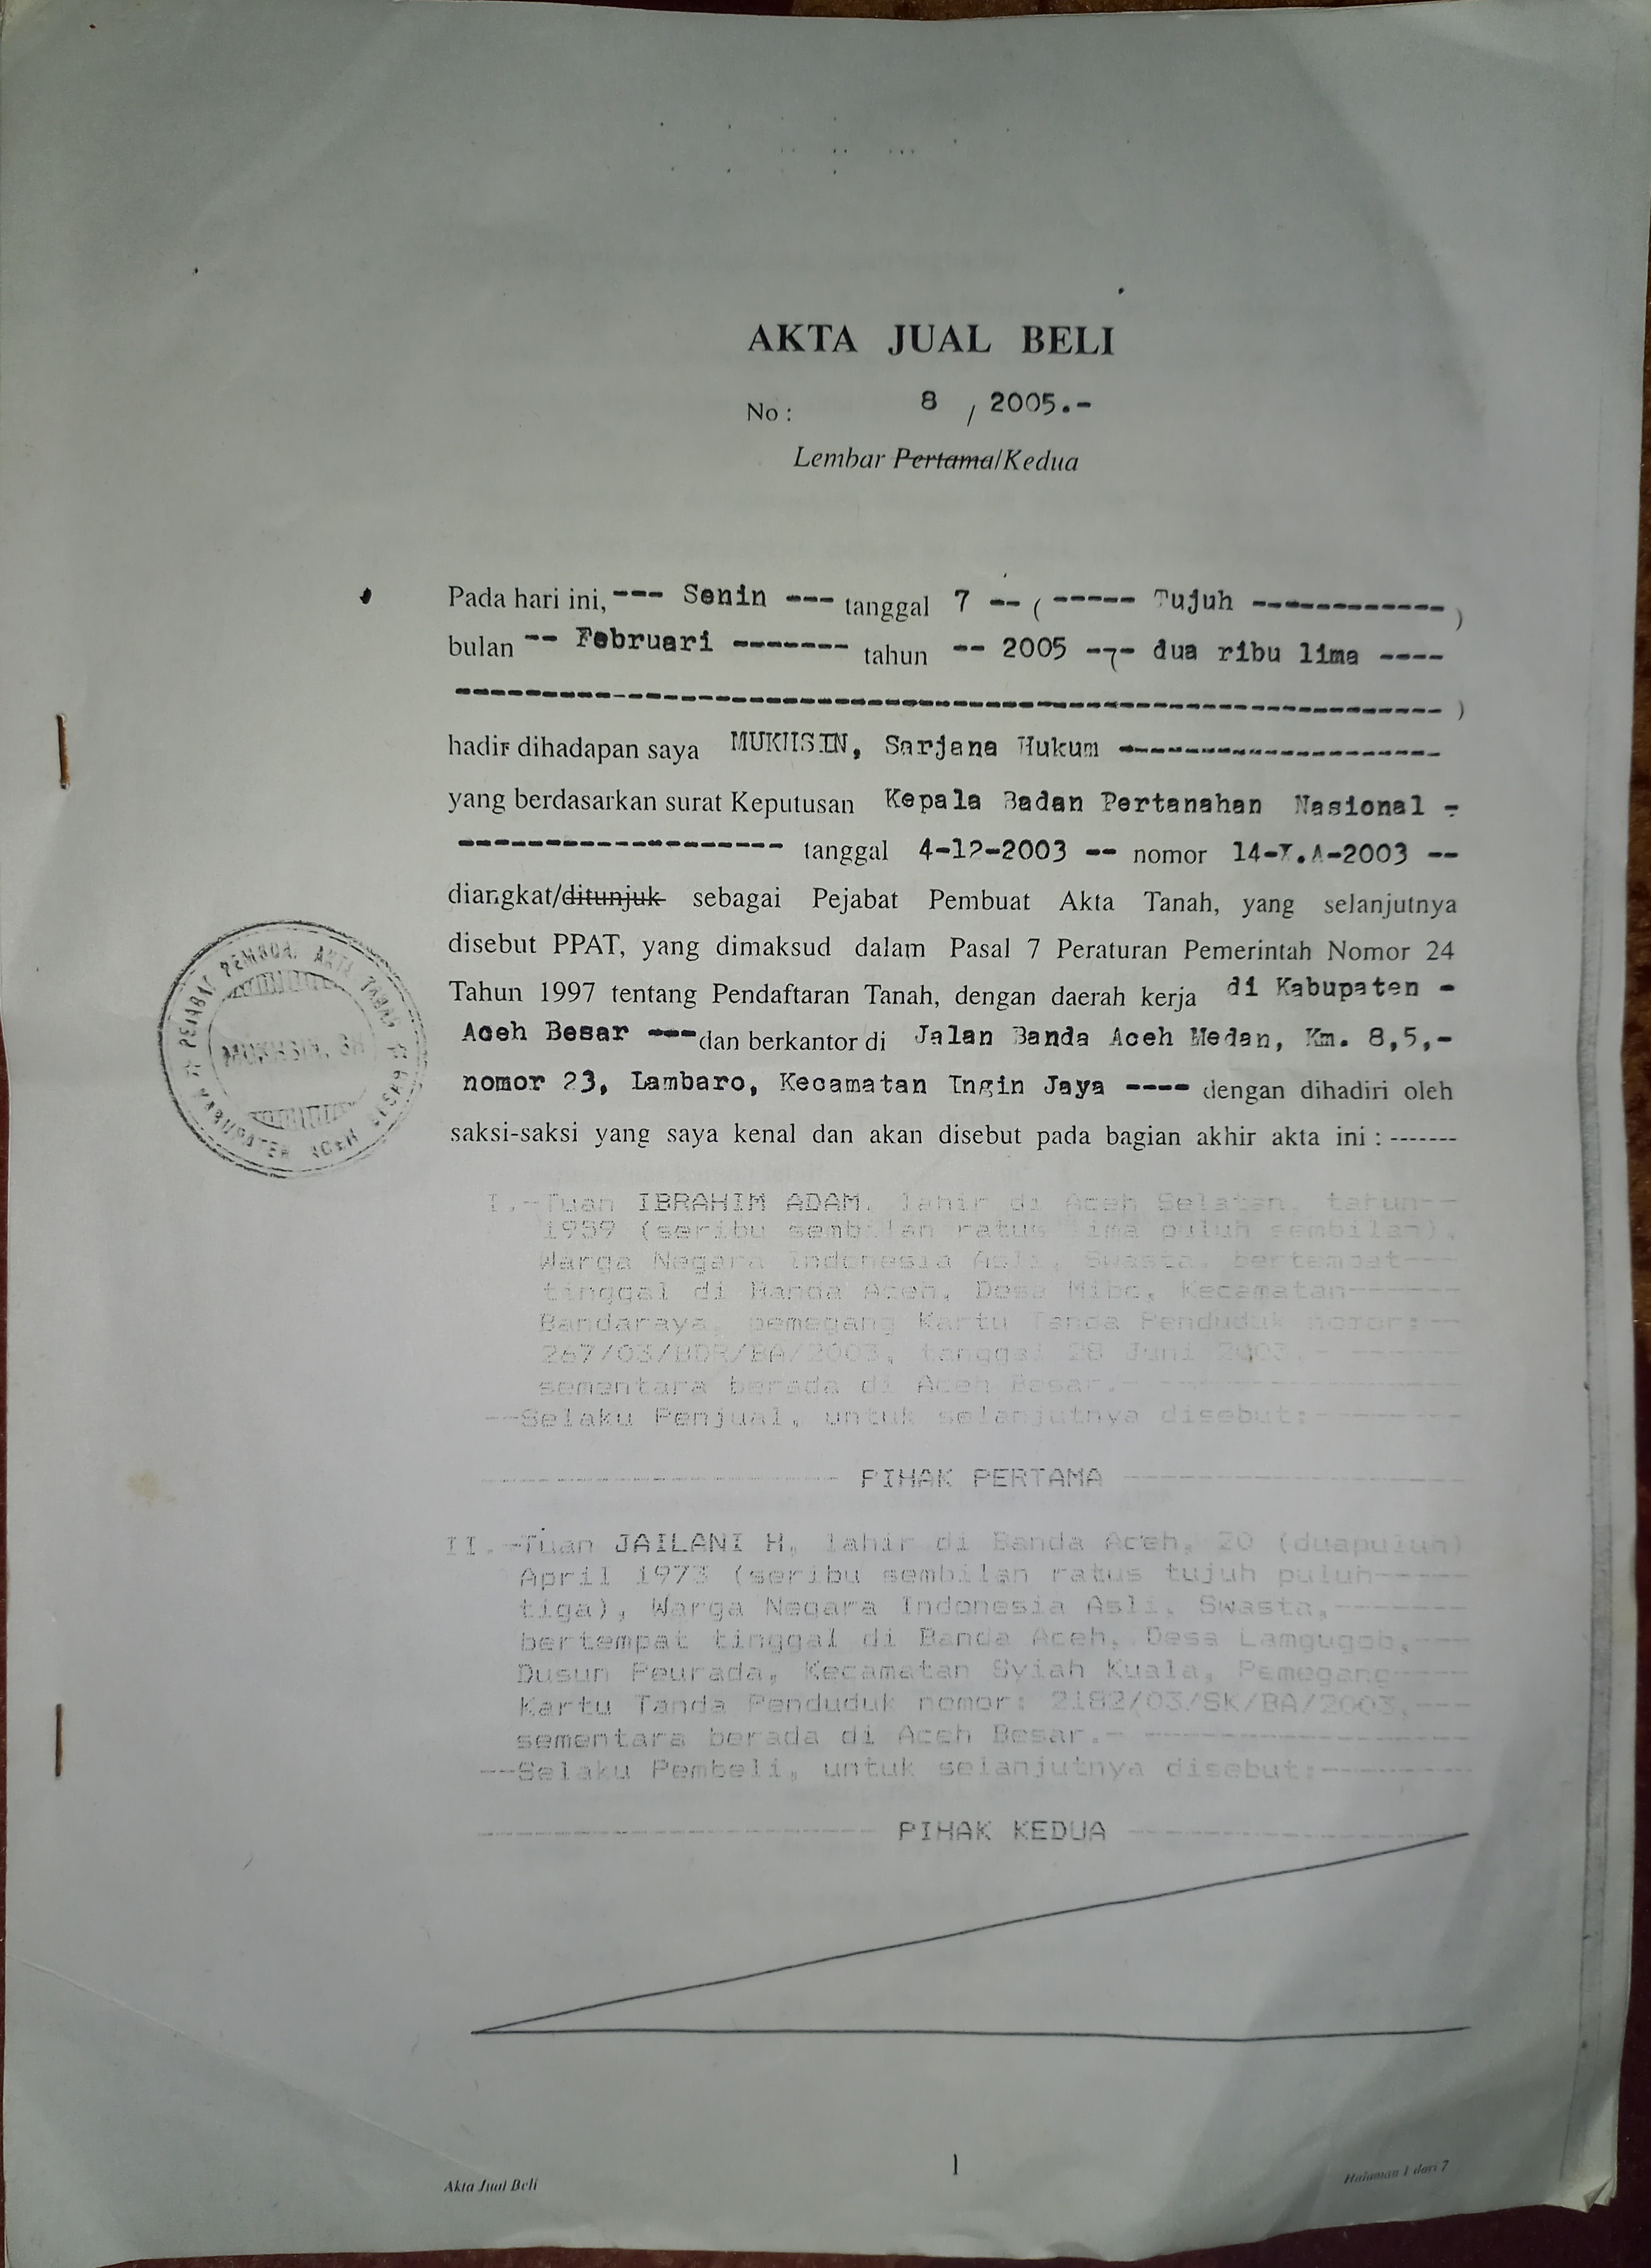 AKTA JUAL BELI
No : 8 / 2005.-
Lembar Pertama/Kedua
Pada hari ini, --- Senin --- tanggal 7 -- ( ----- Tujuh ------------- )
bulan -- Februari ------- tahun -- 2005 --- dua ribu lima ----
---------------------------------------------------------------- )
hadir dihadapan saya MUKHSIN, Sarjana Hukum ----------------------
yang berdasarkan surat Keputusan Kepala Badan Pertanahan Nasional -
-------------------- tanggal 4-12-2003 -- nomor 14-X.A-2003 --
diangkat/ditunjuk sebagai Pejabat Pembuat Akta Tanah, yang selanjutnya
disebut PPAT, yang dimaksud dalam Pasal 7 Peraturan Pemerintah Nomor 24
Tahun 1997 tentang Pendaftaran Tanah, dengan daerah kerja di Kabupaten -
Aceh Besar --- dan berkantor di Jalan Banda Aceh Medan, Km. 8,5,-
nomor 23, Lambaro, Kecamatan Ingin Jaya ---- dengan dihadiri oleh
saksi-saksi yang saya kenal dan akan disebut pada bagian akhir akta ini : -------
PEJABAT PEMBUAT AKTA TANAH
MUKHSIN, SH
KABUPATEN ACEH BESAR
I.-Tuan IBRAHIM ADAM, lahir di Aceh Selatan, tahun--
1959 (seribu sembilan ratus lima puluh sembilan),
Warga Negara Indonesia Asli, Swasta, bertempat---
tinggal di Banda Aceh, Desa Mibo, Kecamatan------
Bandaraya, pemegang Kartu Tanda Penduduk nomor:--
267/03/BDR/BA/2003, tanggal 28 Juni 2003, ------
sementara berada di Aceh Besar.- ----------------
--Selaku Penjual, untuk selanjutnya disebut:--------
------------------- PIHAK PERTAMA ------------------
II.-Tuan JAILANI H, lahir di Banda Aceh, 20 (duapuluh)
April 1973 (seribu sembilan ratus tujuh puluh-----
tiga), Warga Negara Indonesia Asli, Swasta,-------
bertempat tinggal di Banda Aceh, Desa Lamgugob,---
Dusun Peurada, Kecamatan Syiah Kuala, Pemegang----
Kartu Tanda Penduduk nomor: 2182/03/SK/BA/2003,---
sementara berada di Aceh Besar.- -----------------
--Selaku Pembeli, untuk selanjutnya disebut:--------
--------------------- PIHAK KEDUA ------------------
1
Akta Jual Beli
Halaman 1 dari 7